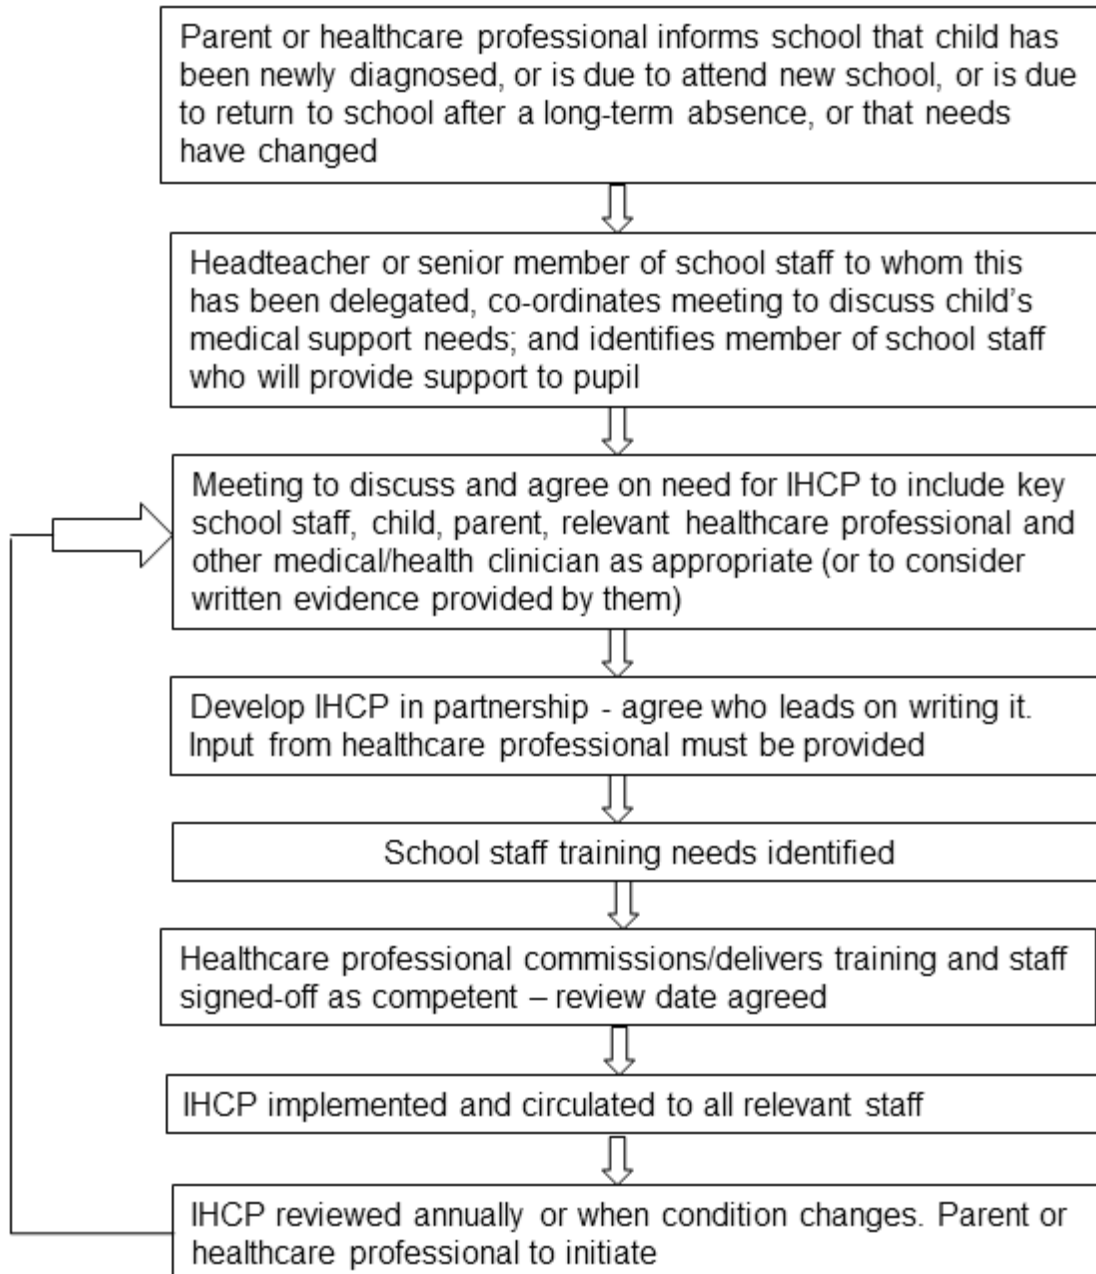 Parent or healthcare professional informs school that child has
been newly diagnosed, or is due to attend new school, or is due
to return to school after a long-term absence, or that needs
have changed
Headteacher or senior member of school staff to whom this
has been delegated, co-ordinates meeting to discuss child's
medical support needs; and identifies member of school staff
who will provide support to pupil
Meeting to discuss and agree on need for IHCP to include key
school staff, child, parent, relevant healthcare professional and
other medical/health clinician as appropriate (or to consider
written evidence provided by them)
Develop IHCP in partnership - agree who leads on writing it.
Input from healthcare professional must be provided
School staff training needs identified
Healthcare professional commissions/delivers training and staff
signed-off as competent – review date agreed
IHCP implemented and circulated to all relevant staff
IHCP reviewed annually or when condition changes. Parent or
healthcare professional to initiate